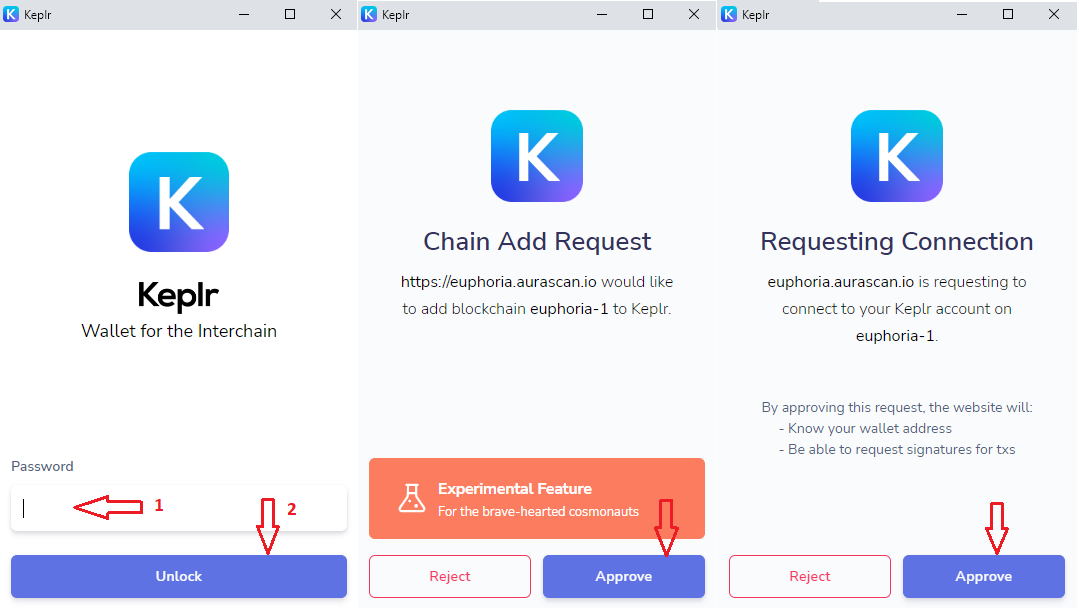 Keplr
K
Keplr
Wallet for the Interchain
Password
1
2
Unlock
Keplr
K
Chain Add Request
https://euphoria.aurascan.io would like
to add blockchain euphoria-1 to Keplr.
Experimental Feature
For the brave-hearted cosmonauts
Reject
Approve
Keplr
K
Requesting Connection
euphoria.aurascan.io is requesting to
connect to your Keplr account on
euphoria-1.
By approving this request, the website will:
- Know your wallet address
- Be able to request signatures for txs
Reject
Approve